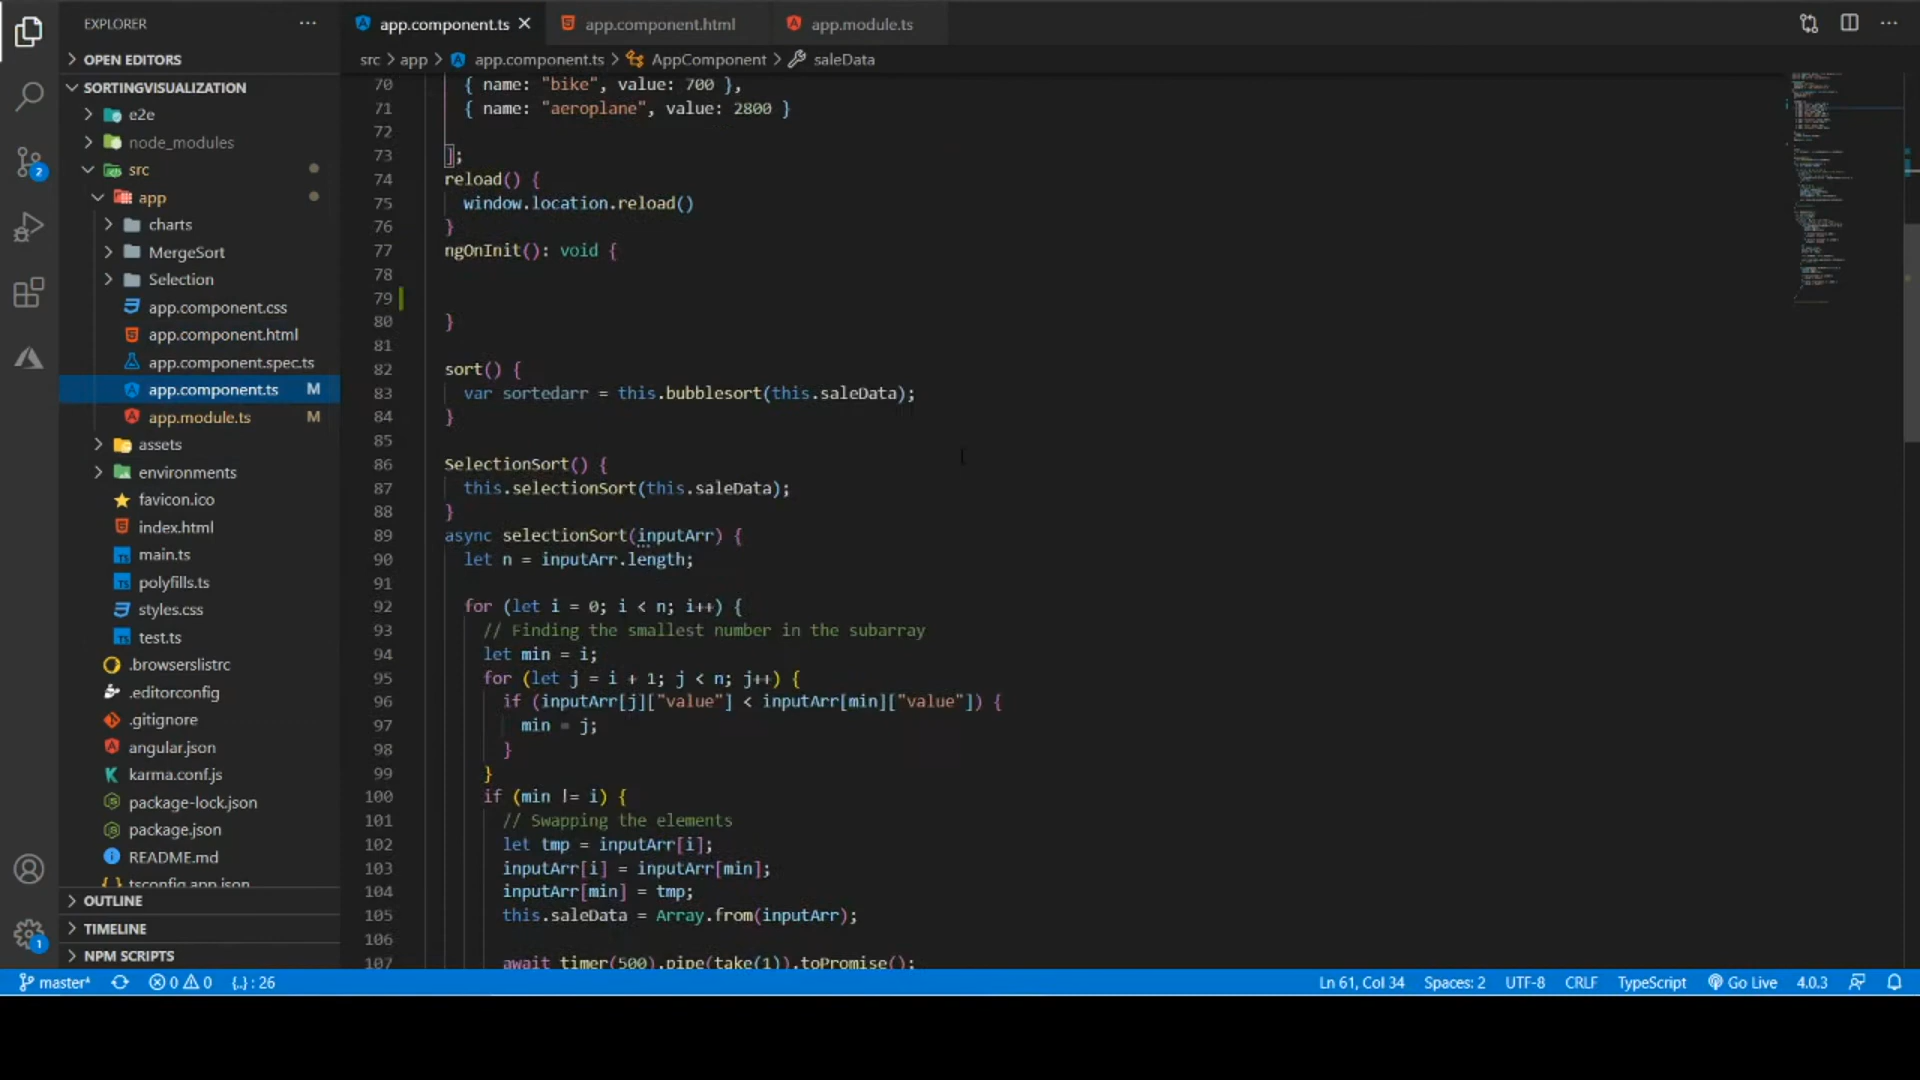 EXPLORER
app.component.ts
app.component.html
app.module.ts
OPEN EDITORS
src > app > app.component.ts > AppComponent > saleData
SORTINGVISUALIZATION
e2e
node_modules
src
app
charts
MergeSort
Selection
app.component.css
app.component.html
app.component.spec.ts
app.component.ts M
app.module.ts M
assets
environments
favicon.ico
index.html
main.ts
polyfills.ts
styles.css
test.ts
.browserslistrc
.editorconfig
.gitignore
angular.json
karma.conf.js
package-lock.json
package.json
README.md
tsconfig.app.json
OUTLINE
TIMELINE
NPM SCRIPTS
2
1
70 { name: "bike", value: 700 },
71 { name: "aeroplane", value: 2800 }
72
73 ];
74 reload() {
75 window.location.reload()
76 }
77 ngOnInit(): void {
78
79
80 }
81
82 sort() {
83 var sortedarr = this.bubblesort(this.saleData);
84 }
85
86 SelectionSort() {
87 this.selectionSort(this.saleData);
88 }
89 async selectionSort(inputArr) {
90 let n = inputArr.length;
91
92 for (let i = 0; i < n; i++) {
93 // Finding the smallest number in the subarray
94 let min = i;
95 for (let j = i + 1; j < n; j++) {
96 if (inputArr[j]["value"] < inputArr[min]["value"]) {
97 min = j;
98 }
99 }
100 if (min != i) {
101 // Swapping the elements
102 let tmp = inputArr[i];
103 inputArr[i] = inputArr[min];
104 inputArr[min] = tmp;
105 this.saleData = Array.from(inputArr);
106
107 await timer(500).pipe(take(1)).toPromise();
master* 0 0 {..} : 26
Ln 61, Col 34 Spaces: 2 UTF-8 CRLF TypeScript Go Live 4.0.3